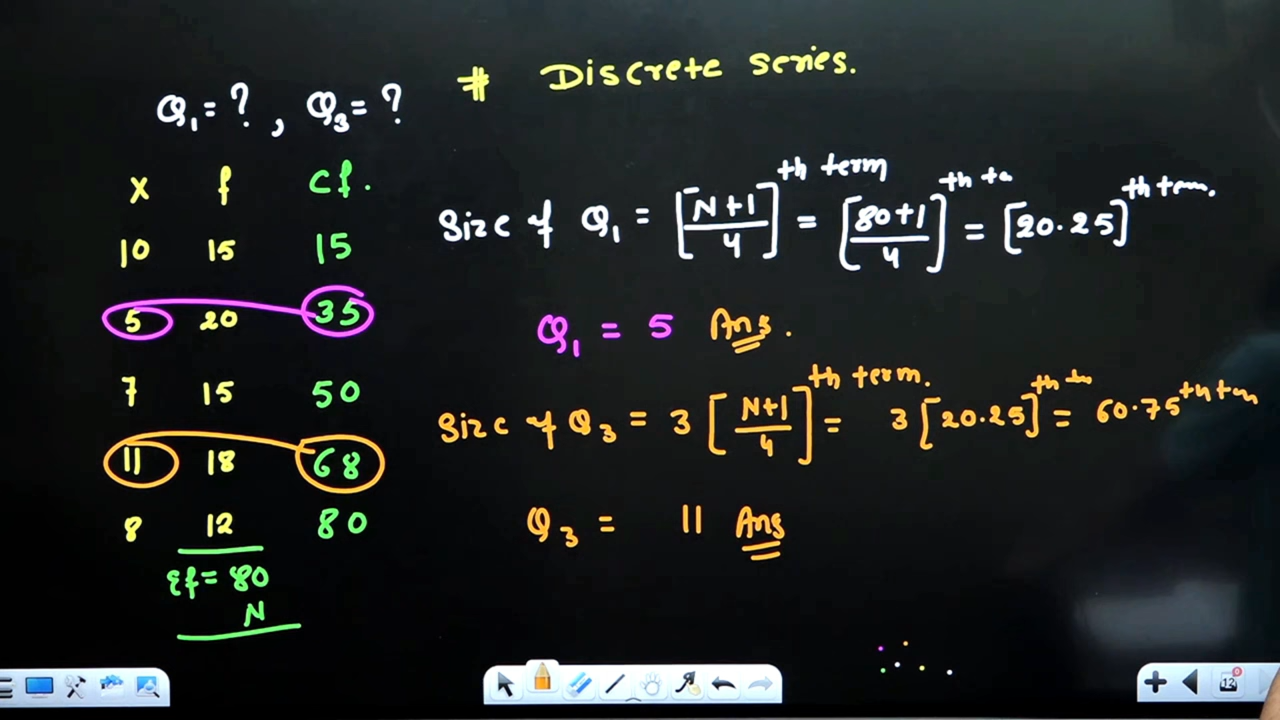 # Discrete series.
Q₁ = ? , Q₃ = ?
x f cf.
10 15 15
5 20 35
7 15 50
11 18 68
8 12 80
Σf = 80
N
Size of Q₁ = [N+1/4]th term = [80+1/4]th = [20.25]th term.
Q₁ = 5 Ans.
Size of Q₃ = 3 [N+1/4]th term. = 3 [20.25]th = 60.75th
Q₃ = 11 Ans
12